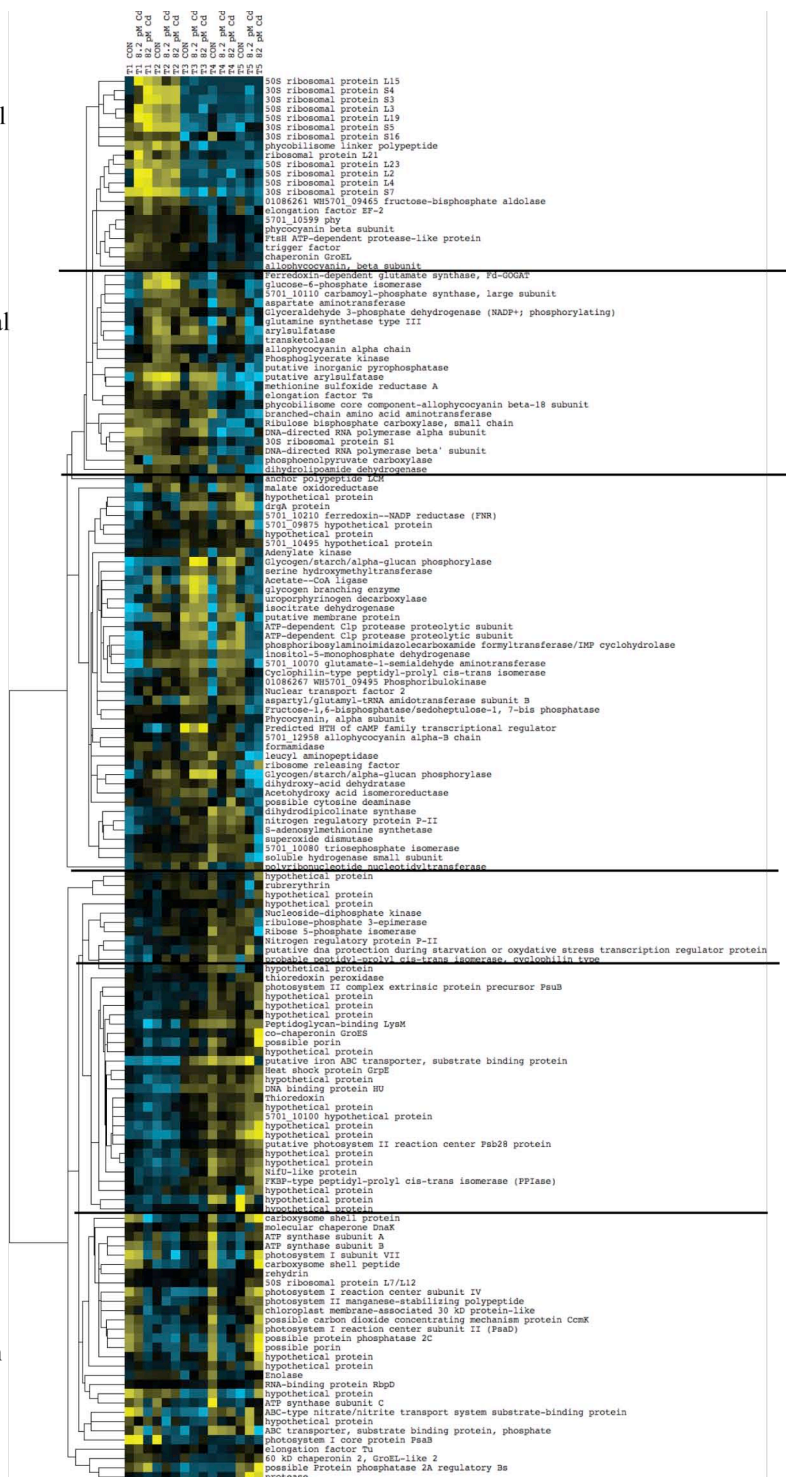 T1 CON
T1 8.2 pM Cd
T1 82 pM Cd
T2 CON
T2 8.2 pM Cd
T2 82 pM Cd
T3 CON
T3 8.2 pM Cd
T3 82 pM Cd
T4 CON
T4 8.2 pM Cd
T4 82 pM Cd
T5 CON
T5 8.2 pM Cd
T5 82 pM Cd
50S ribosomal protein L15
30S ribosomal protein S4
30S ribosomal protein S3
50S ribosomal protein L3
50S ribosomal protein L19
30S ribosomal protein S5
30S ribosomal protein S16
phycobilisome linker polypeptide
ribosomal protein L21
50S ribosomal protein L23
50S ribosomal protein L2
50S ribosomal protein L4
30S ribosomal protein S7
01086261 WH5701_09465 fructose-bisphosphate aldolase
elongation factor EF-2
5701_10599 phy
phycocyanin beta subunit
FtsH ATP-dependent protease-like protein
trigger factor
chaperonin GroEL
allophycocyanin, beta subunit
Ferredoxin-dependent glutamate synthase, Fd-GOGAT
glucose-6-phosphate isomerase
5701_10110 carbamoyl-phosphate synthase, large subunit
aspartate aminotransferase
Glyceraldehyde 3-phosphate dehydrogenase (NADP+; phosphorylating)
glutamine synthetase type III
arylsulfatase
transketolase
allophycocyanin alpha chain
Phosphoglycerate kinase
putative inorganic pyrophosphatase
putative arylsulfatase
methionine sulfoxide reductase A
elongation factor Ts
phycobilisome core component-allophycocyanin beta-18 subunit
branched-chain amino acid aminotransferase
Ribulose bisphosphate carboxylase, small chain
DNA-directed RNA polymerase alpha subunit
30S ribosomal protein S1
DNA-directed RNA polymerase beta' subunit
phosphoenolpyruvate carboxylase
dihydrolipoamide dehydrogenase
anchor polypeptide LCM
malate oxidoreductase
hypothetical protein
drgA protein
5701_10210 ferredoxin--NADP reductase (FNR)
5701_09875 hypothetical protein
hypothetical protein
5701_10495 hypothetical protein
Adenylate kinase
Glycogen/starch/alpha-glucan phosphorylase
serine hydroxymethyltransferase
Acetate--CoA ligase
glycogen branching enzyme
uroporphyrinogen decarboxylase
isocitrate dehydrogenase
putative membrane protein
ATP-dependent Clp protease proteolytic subunit
ATP-dependent Clp protease proteolytic subunit
phosphoribosylaminoimidazolecarboxamide formyltransferase/IMP cyclohydrolase
inositol-5-monophosphate dehydrogenase
5701_10070 glutamate-1-semialdehyde aminotransferase
Cyclophilin-type peptidyl-prolyl cis-trans isomerase
01086267 WH5701_09495 Phosphoribulokinase
Nuclear transport factor 2
aspartyl/glutamyl-tRNA amidotransferase subunit B
Fructose-1,6-bisphosphatase/sedoheptulose-1, 7-bis phosphatase
Phycocyanin, alpha subunit
Predicted HTH of cAMP family transcriptional regulator
5701_12958 allophycocyanin alpha-B chain
formamidase
leucyl aminopeptidase
ribosome releasing factor
Glycogen/starch/alpha-glucan phosphorylase
dihydroxy-acid dehydratase
Acetohydroxy acid isomeroreductase
possible cytosine deaminase
dihydrodipicolinate synthase
nitrogen regulatory protein P-II
S-adenosylmethionine synthetase
superoxide dismutase
5701_10080 triosephosphate isomerase
soluble hydrogenase small subunit
polyribonucleotide nucleotidyltransferase
hypothetical protein
rubrerythrin
hypothetical protein
hypothetical protein
Nucleoside-diphosphate kinase
ribulose-phosphate 3-epimerase
Ribose 5-phosphate isomerase
Nitrogen regulatory protein P-II
putative dna protection during starvation or oxydative stress transcription regulator protein
probable peptidyl-prolyl cis-trans isomerase, cyclophilin type
hypothetical protein
thioredoxin peroxidase
photosystem II complex extrinsic protein precursor PsuB
hypothetical protein
hypothetical protein
hypothetical protein
Peptidoglycan-binding LysM
co-chaperonin GroES
possible porin
hypothetical protein
putative iron ABC transporter, substrate binding protein
Heat shock protein GrpE
hypothetical protein
DNA binding protein HU
Thioredoxin
hypothetical protein
5701_10100 hypothetical protein
hypothetical protein
hypothetical protein
putative photosystem II reaction center Psb28 protein
hypothetical protein
hypothetical protein
NifU-like protein
FKBP-type peptidyl-prolyl cis-trans isomerase (PPIase)
hypothetical protein
hypothetical protein
hypothetical protein
carboxysome shell protein
molecular chaperone DnaK
ATP synthase subunit A
ATP synthase subunit B
photosystem I subunit VII
carboxysome shell peptide
rehydrin
50S ribosomal protein L7/L12
photosystem I reaction center subunit IV
photosystem II manganese-stabilizing polypeptide
chloroplast membrane-associated 30 kD protein-like
possible carbon dioxide concentrating mechanism protein CcmK
photosystem I reaction center subunit II (PsaD)
possible protein phosphatase 2C
possible porin
hypothetical protein
hypothetical protein
Enolase
RNA-binding protein RbpD
hypothetical protein
ATP synthase subunit C
ABC-type nitrate/nitrite transport system substrate-binding protein
hypothetical protein
ABC transporter, substrate binding protein, phosphate
photosystem I core protein PsaB
elongation factor Tu
60 kD chaperonin 2, GroEL-like 2
possible Protein phosphatase 2A regulatory Bs